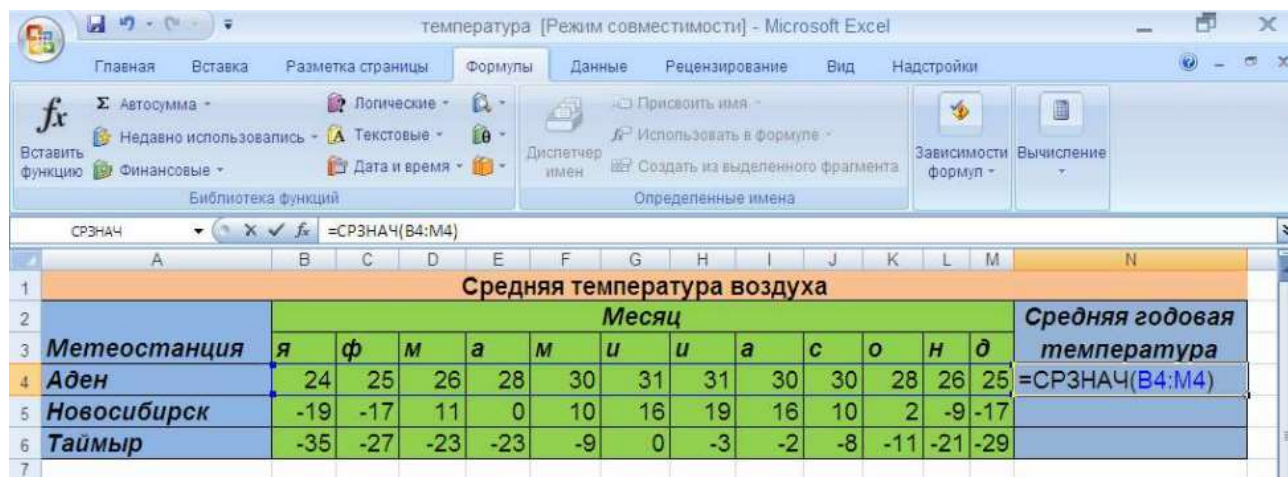 температура [Режим совместимости] - Microsoft Excel
Главная Вставка Разметка страницы Формулы Данные Рецензирование Вид Надстройки
fx Σ Автосумма Логические Присвоить имя
Вставить функцию Недавно использовались Текстовые Диспетчер имен Использовать в формуле Зависимости формул Вычисление
Финансовые Дата и время Создать из выделенного фрагмента
Библиотека функций Определенные имена
СРЗНАЧ fx =СРЗНАЧ(B4:M4)
A B C D E F G H I J K L M N
1 Средняя температура воздуха
2 Месяц Средняя годовая
3 Метеостанция я ф м а м и и а с о н д температура
4 Аден 24 25 26 28 30 31 31 30 30 28 26 25 =СРЗНАЧ(B4:M4)
5 Новосибирск -19 -17 11 0 10 16 19 16 10 2 -9 -17
6 Таймыр -35 -27 -23 -23 -9 0 -3 -2 -8 -11 -21 -29
7